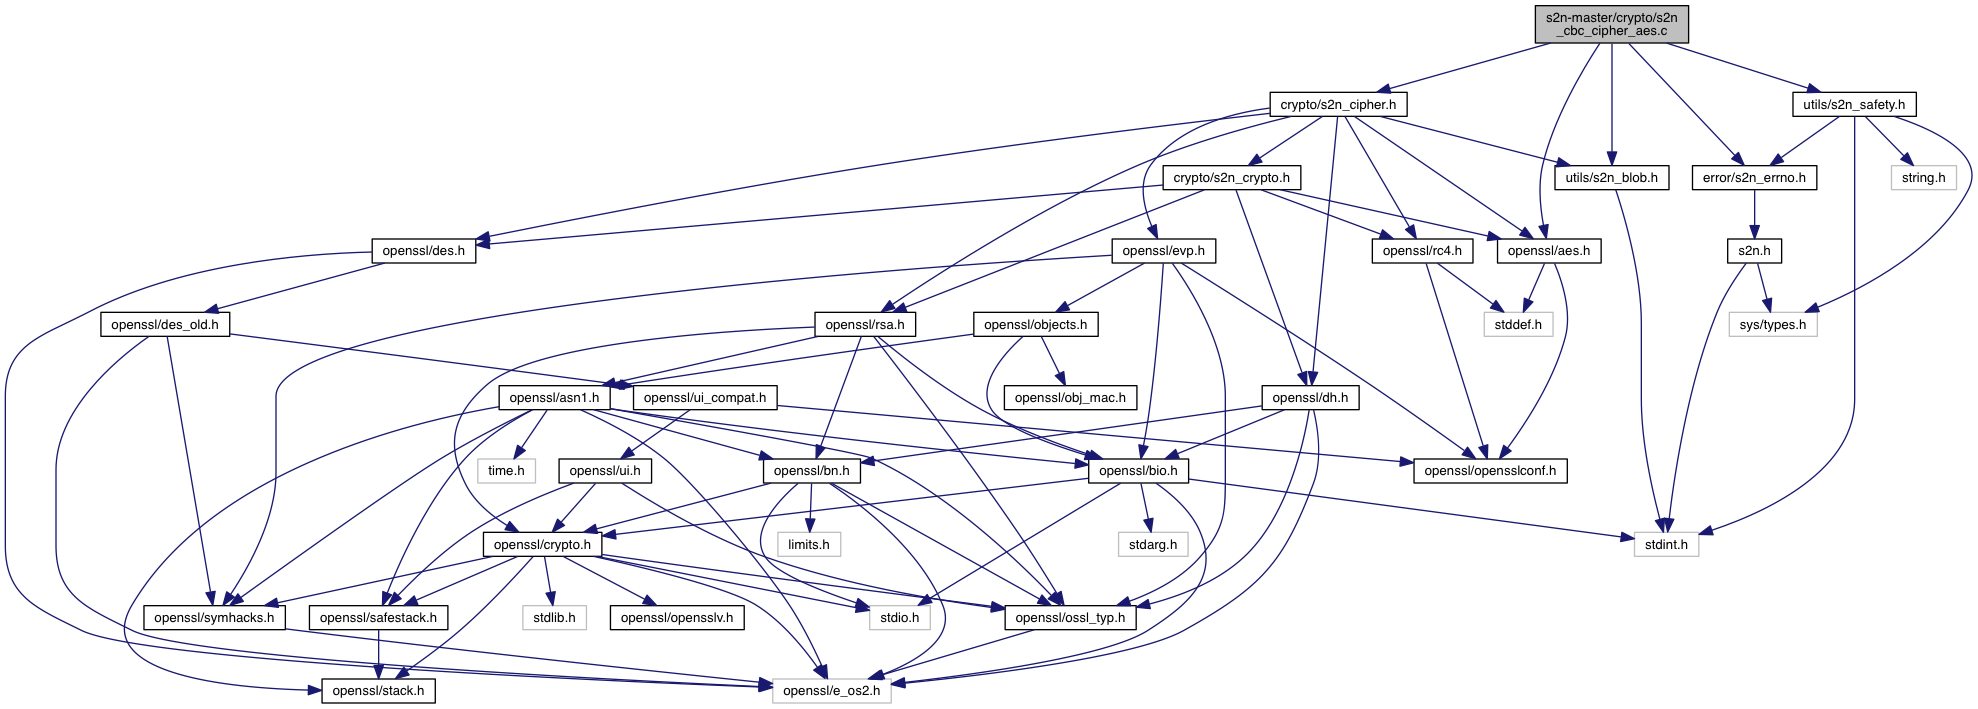 s2n-master/crypto/s2n
_cbc_cipher_aes.c
crypto/s2n_cipher.h
utils/s2n_safety.h
crypto/s2n_crypto.h
utils/s2n_blob.h
error/s2n_errno.h
string.h
openssl/des.h
openssl/evp.h
openssl/rc4.h
openssl/aes.h
s2n.h
openssl/des_old.h
openssl/rsa.h
openssl/objects.h
stddef.h
sys/types.h
openssl/asn1.h
openssl/ui_compat.h
openssl/obj_mac.h
openssl/dh.h
time.h
openssl/ui.h
openssl/bn.h
openssl/bio.h
openssl/opensslconf.h
openssl/crypto.h
limits.h
stdarg.h
stdint.h
openssl/symhacks.h
openssl/safestack.h
stdlib.h
openssl/opensslv.h
stdio.h
openssl/ossl_typ.h
openssl/stack.h
openssl/e_os2.h